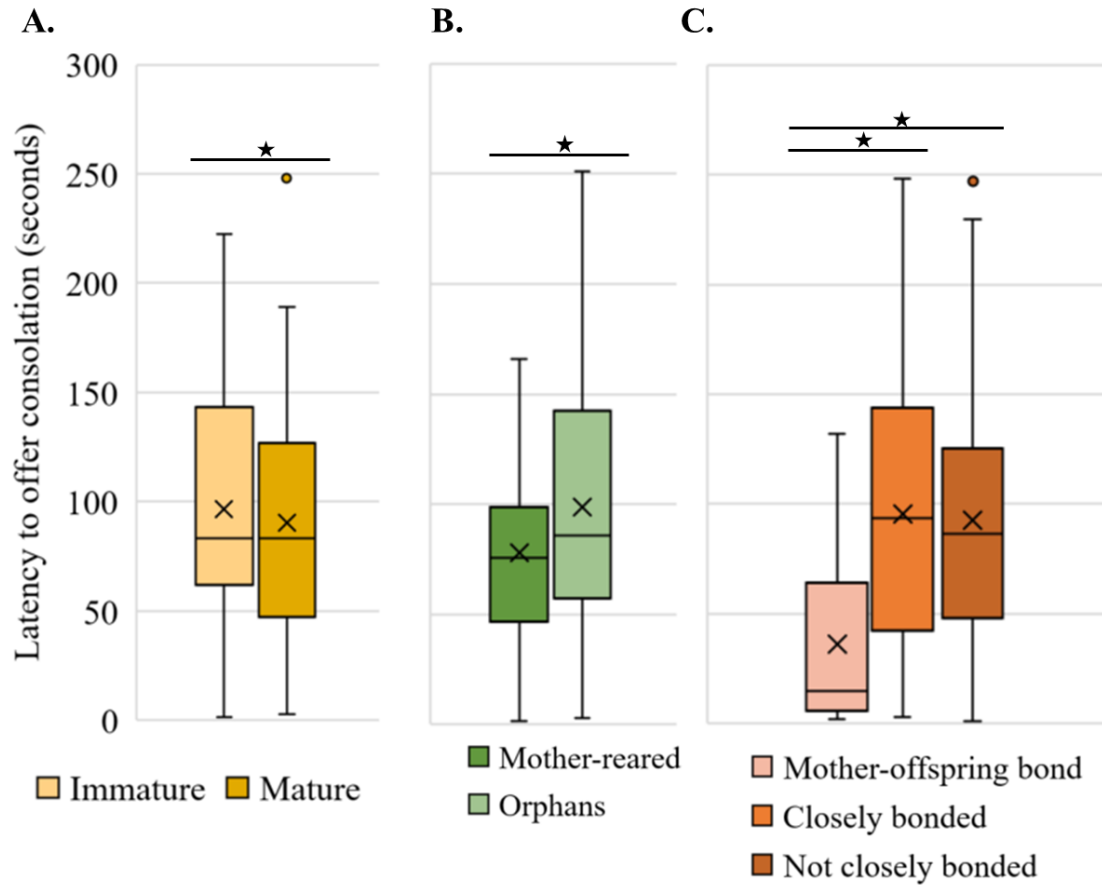 A.
B.
C.
Latency to offer consolation (seconds)
300
250
200
150
100
50
0
Immature
Mature
Mother-reared
Orphans
Mother-offspring bond
Closely bonded
Not closely bonded